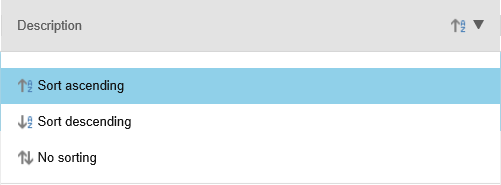 Description
Sort ascending
Sort descending
No sorting